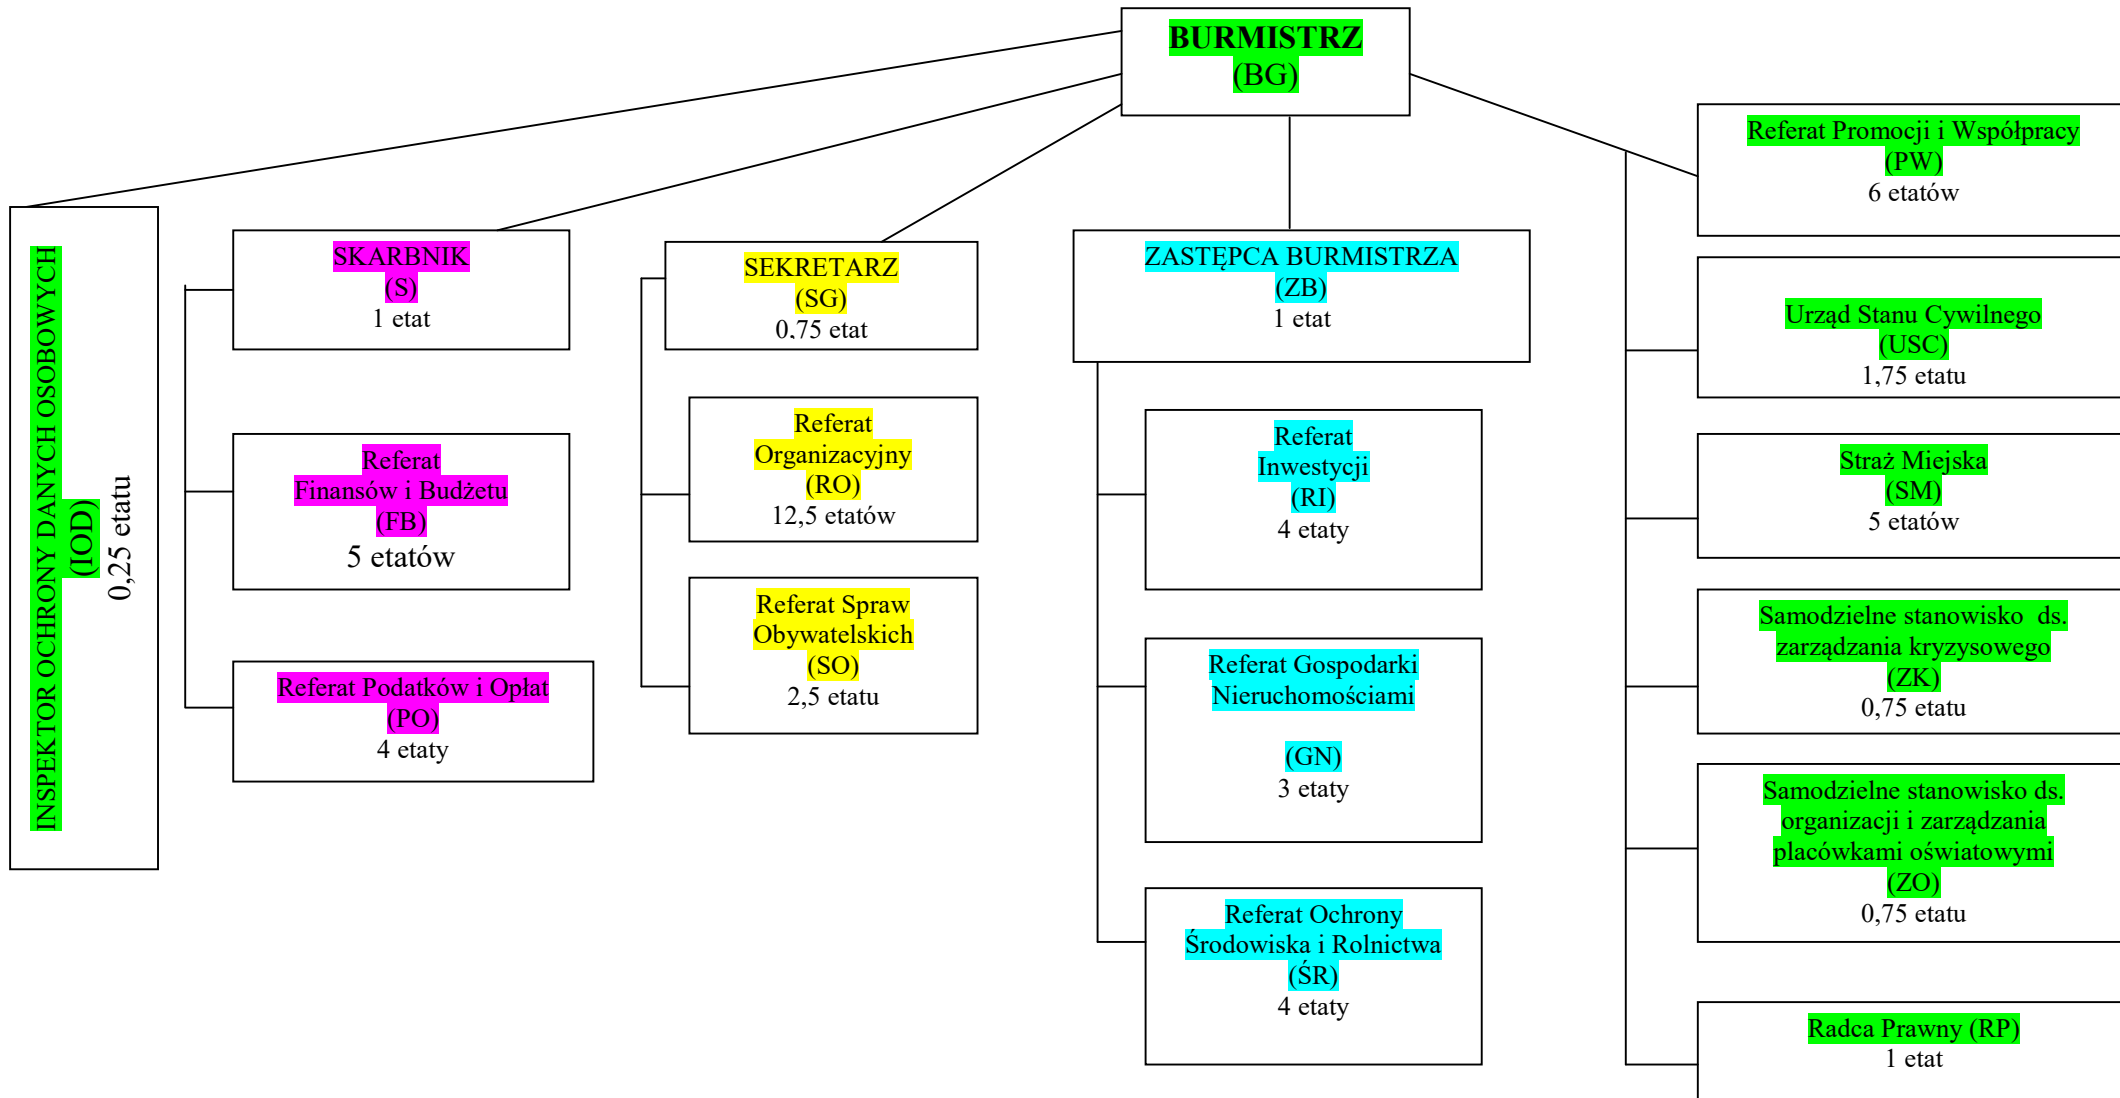 BURMISTRZ
(BG)
INSPEKTOR OCHRONY DANYCH OSOBOWYCH
(IOD)
0,25 etatu
SKARBNIK
(S)
1 etat
Referat
Finansów i Budżetu
(FB)
5 etatów
Referat Podatków i Opłat
(PO)
4 etaty
SEKRETARZ
(SG)
0,75 etat
Referat
Organizacyjny
(RO)
12,5 etatów
Referat Spraw
Obywatelskich
(SO)
2,5 etatu
ZASTĘPCA BURMISTRZA
(ZB)
1 etat
Referat
Inwestycji
(RI)
4 etaty
Referat Gospodarki
Nieruchomościami
(GN)
3 etaty
Referat Ochrony
Środowiska i Rolnictwa
(ŚR)
4 etaty
Referat Promocji i Współpracy
(PW)
6 etatów
Urząd Stanu Cywilnego
(USC)
1,75 etatu
Straż Miejska
(SM)
5 etatów
Samodzielne stanowisko  ds.
zarządzania kryzysowego
(ZK)
0,75 etatu
Samodzielne stanowisko ds.
organizacji i zarządzania
placówkami oświatowymi
(ZO)
0,75 etatu
Radca Prawny (RP)
1 etat